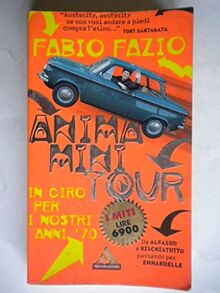 "Austerity, austerity
se non vuoi andare a piedi
compra l'asino..."
TONY SANTAGATA
FABIO FAZIO
ANIMA
MINI
TOUR
IN GIRO
PER
I NOSTRI
ANNI '70
I MITI
LIRE
6900
Da ALFASUD
a RISCHIATUTTO
passando per
EMMANUELLE
MONDADORI